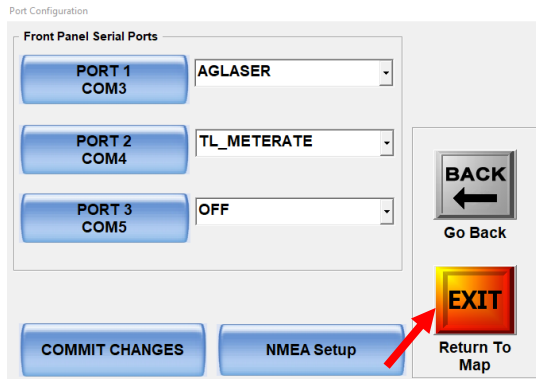 Port Configuration
Front Panel Serial Ports
PORT 1
COM3
AGLASER
PORT 2
COM4
TL_METERATE
PORT 3
COM5
OFF
BACK
Go Back
EXIT
Return To
Map
COMMIT CHANGES
NMEA Setup